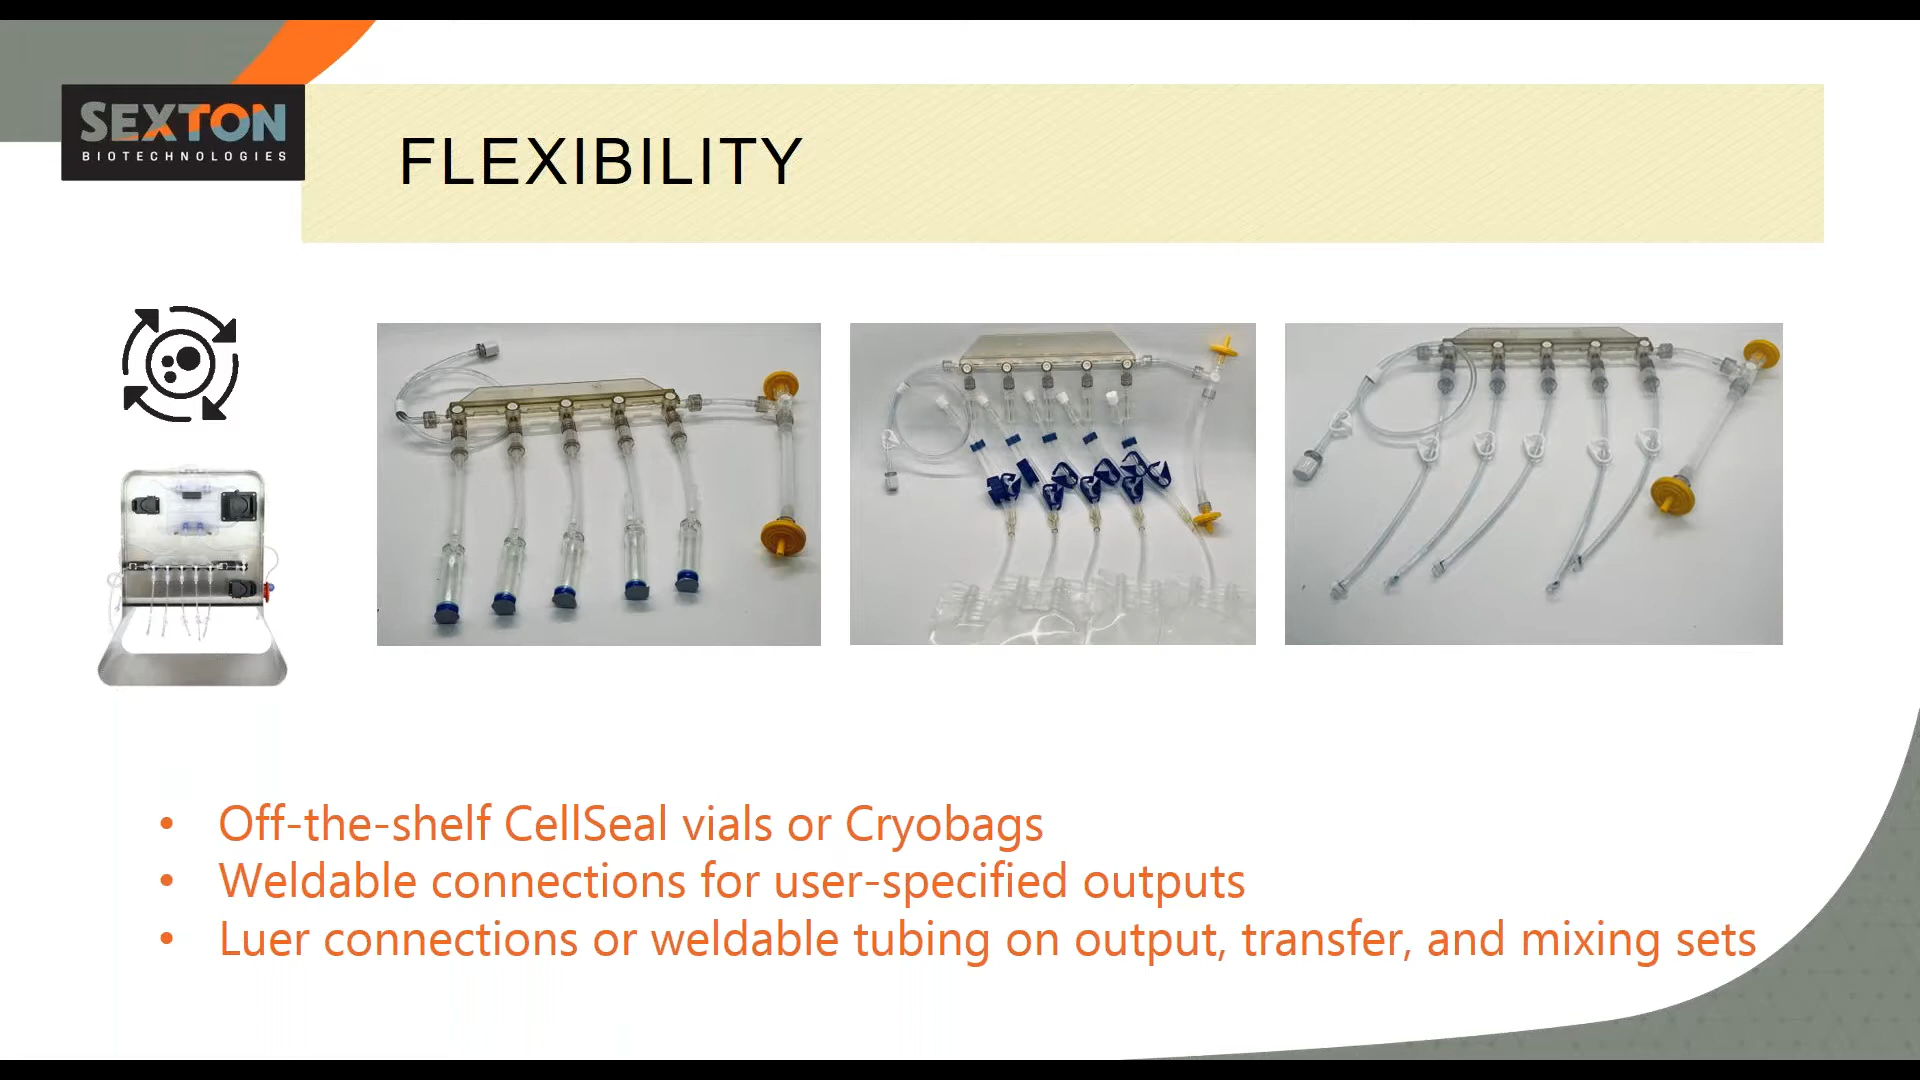 SEXTON
BIOTECHNOLOGIES
FLEXIBILITY
• Off-the-shelf CellSeal vials or Cryobags
• Weldable connections for user-specified outputs
• Luer connections or weldable tubing on output, transfer, and mixing sets